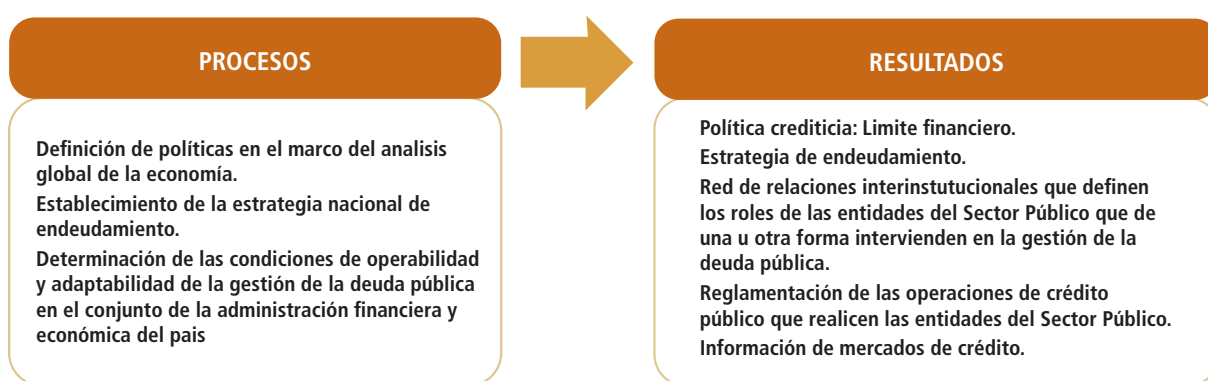 PROCESOS
Definición de políticas en el marco del analisis
global de la economía.
Establecimiento de la estrategia nacional de
endeudamiento.
Determinación de las condiciones de operabilidad
y adaptabilidad de la gestión de la deuda pública
en el conjunto de la administración financiera y
económica del pais
RESULTADOS
Política crediticia: Limite financiero.
Estrategia de endeudamiento.
Red de relaciones interinstutucionales que definen
los roles de las entidades del Sector Público que de
una u otra forma intervienden en la gestión de la
deuda pública.
Reglamentación de las operaciones de crédito
público que realicen las entidades del Sector Público.
Información de mercados de crédito.